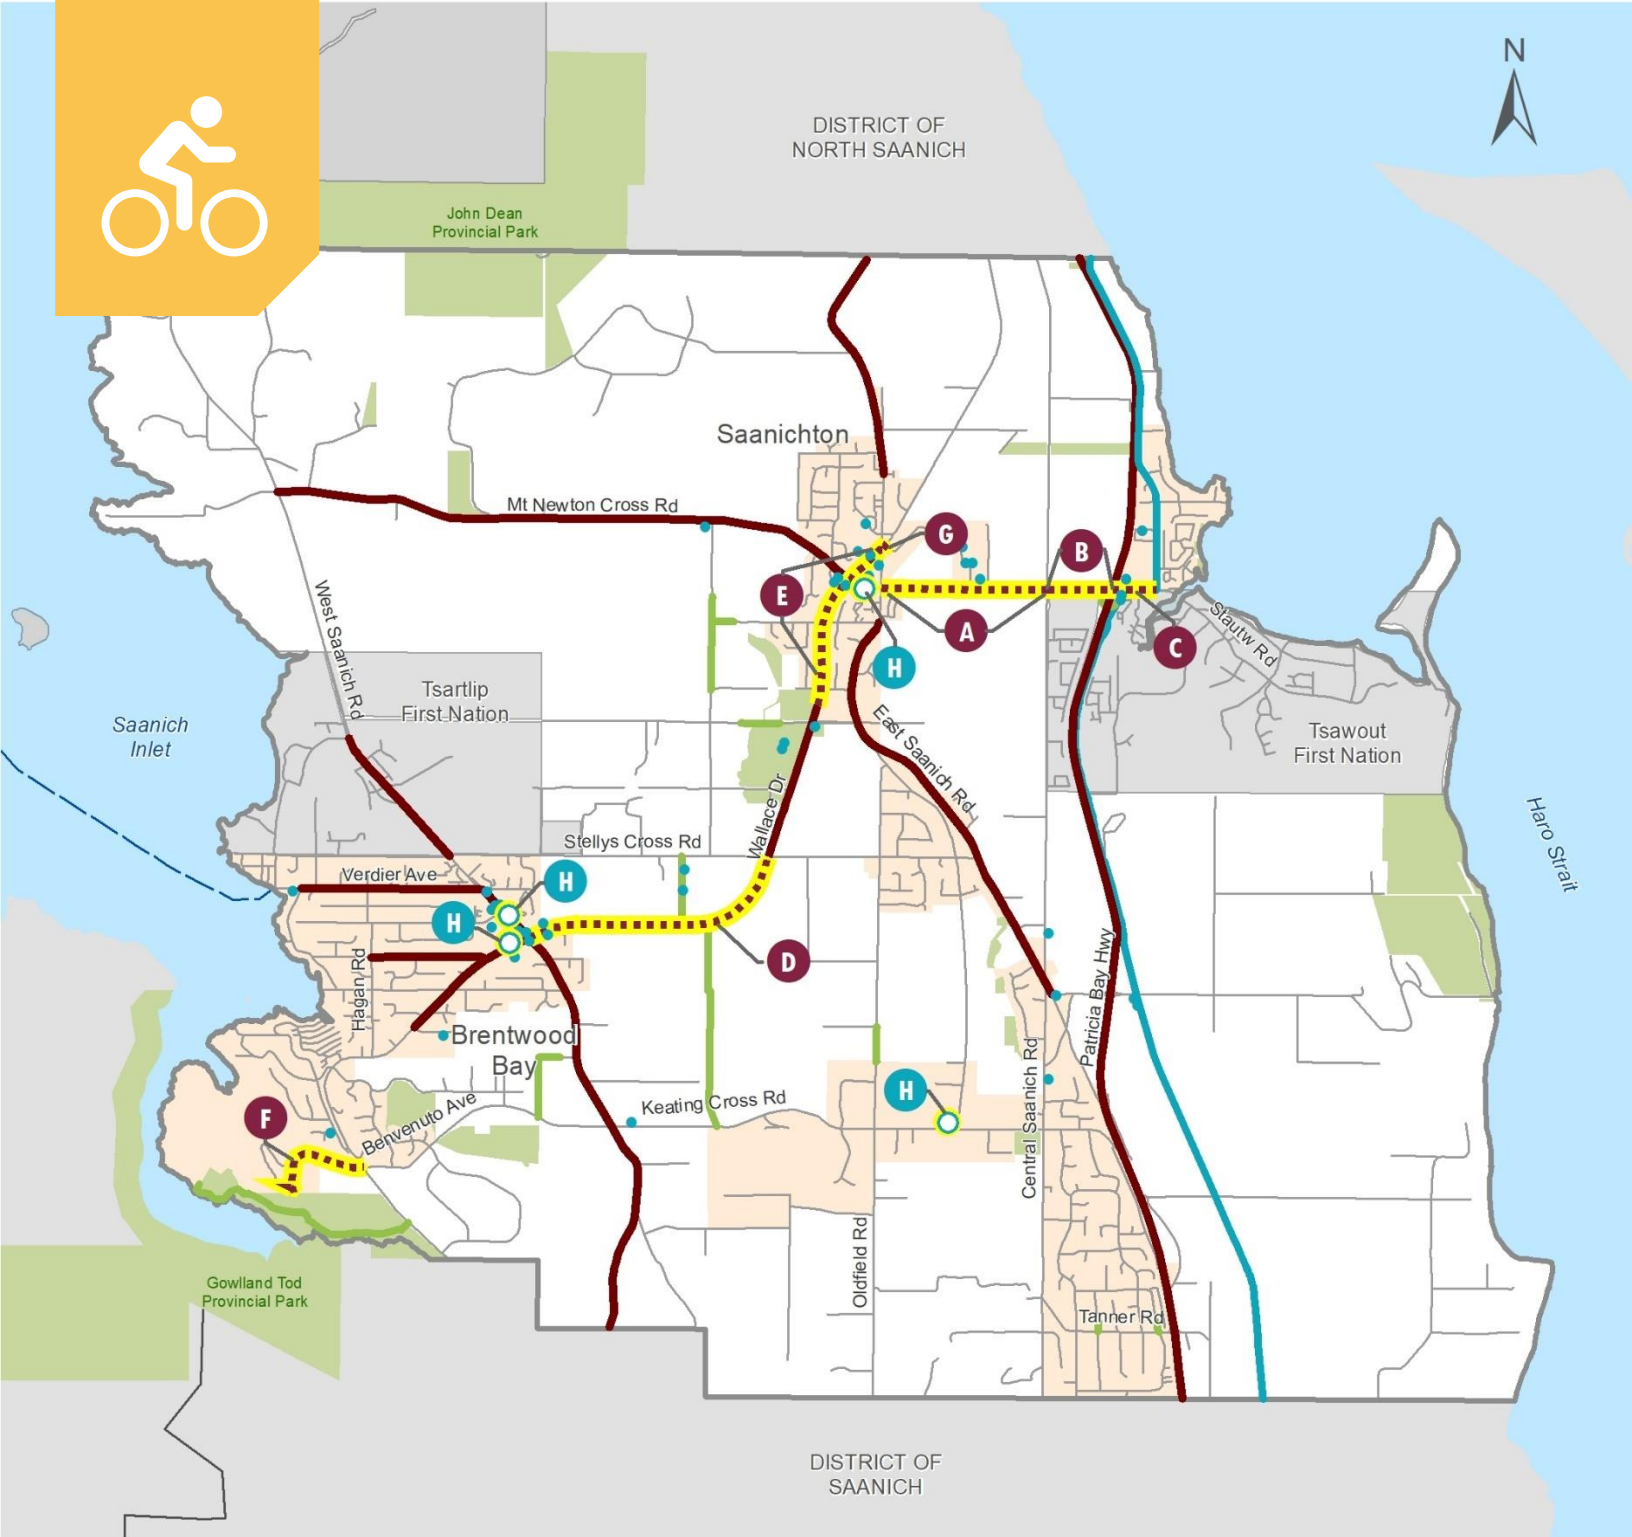 N
DISTRICT OF
NORTH SAANICH
John Dean
Provincial Park
Saanichton
Mt Newton Cross Rd
G
B
E
A
C
H
West Saanich Rd
Stautw Rd
Tsartlip
First Nation
Saanich
Inlet
East Saanich Rd
Tsawout
First Nation
Wallace Dr
Haro Strait
Stellys Cross Rd
Verdier Ave
H
H
D
Hagan Rd
Patricia Bay Hwy
Brentwood
Bay
H
Keating Cross Rd
Central Saanich Rd
F
Benvenuto Ave
Oldfield Rd
Gowlland Tod
Provincial Park
Tanner Rd
DISTRICT OF
SAANICH